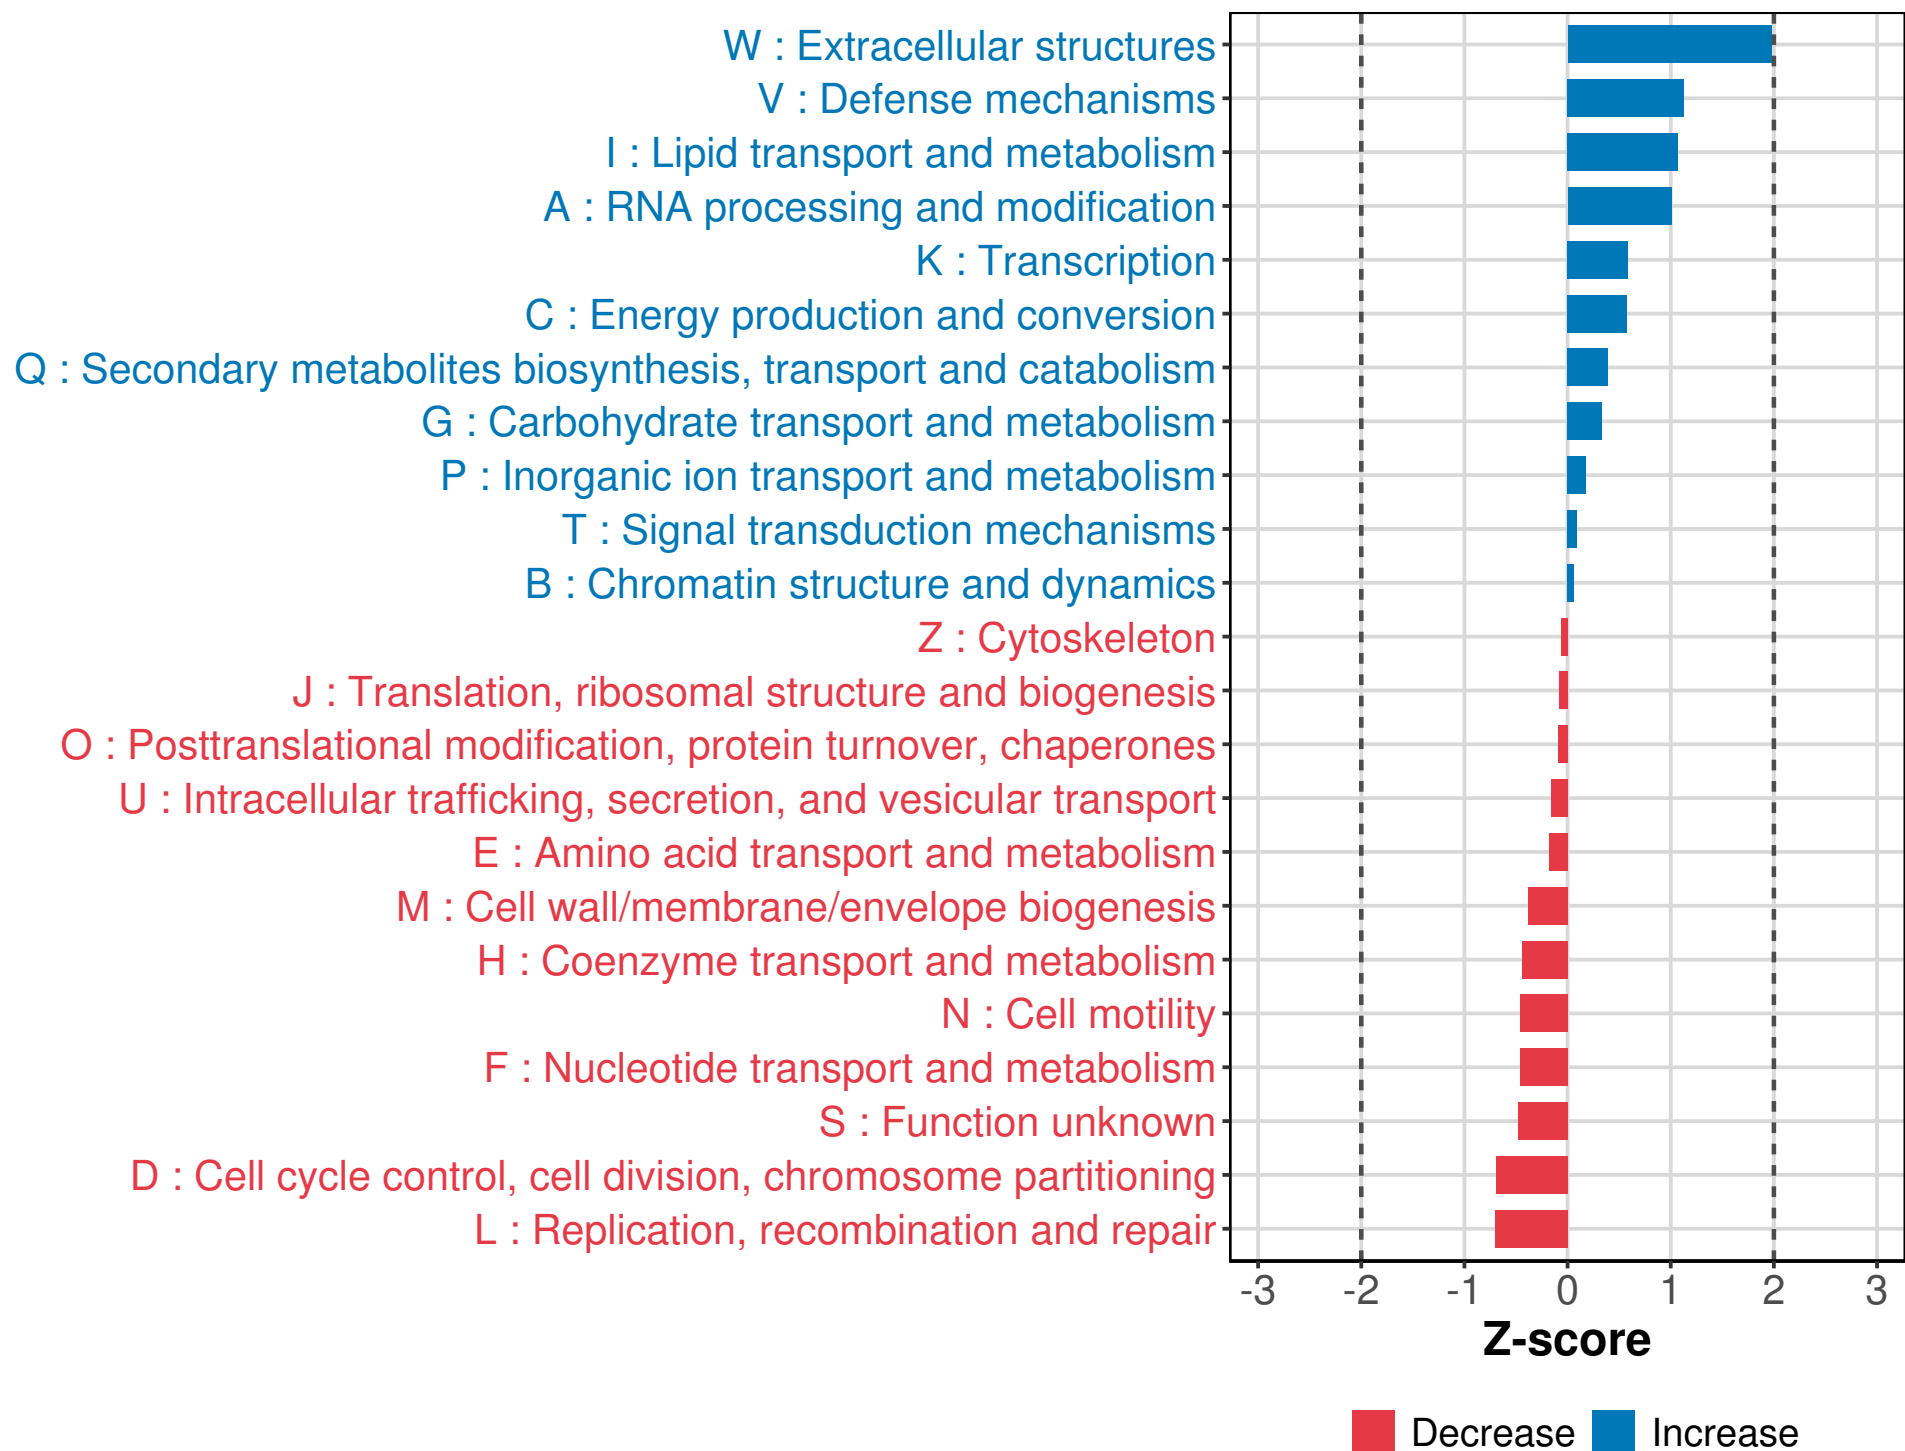 W : Extracellular structures
V : Defense mechanisms
I : Lipid transport and metabolism
A : RNA processing and modification
K : Transcription
C : Energy production and conversion
Q : Secondary metabolites biosynthesis, transport and catabolism
G : Carbohydrate transport and metabolism
P : Inorganic ion transport and metabolism
T : Signal transduction mechanisms
B : Chromatin structure and dynamics
Z : Cytoskeleton
J : Translation, ribosomal structure and biogenesis
O : Posttranslational modification, protein turnover, chaperones
U : Intracellular trafficking, secretion, and vesicular transport
E : Amino acid transport and metabolism
M : Cell wall/membrane/envelope biogenesis
H : Coenzyme transport and metabolism
N : Cell motility
F : Nucleotide transport and metabolism
S : Function unknown
D : Cell cycle control, cell division, chromosome partitioning
L : Replication, recombination and repair
-3 -2 -1 0 1 2 3
Z-score
Decrease Increase